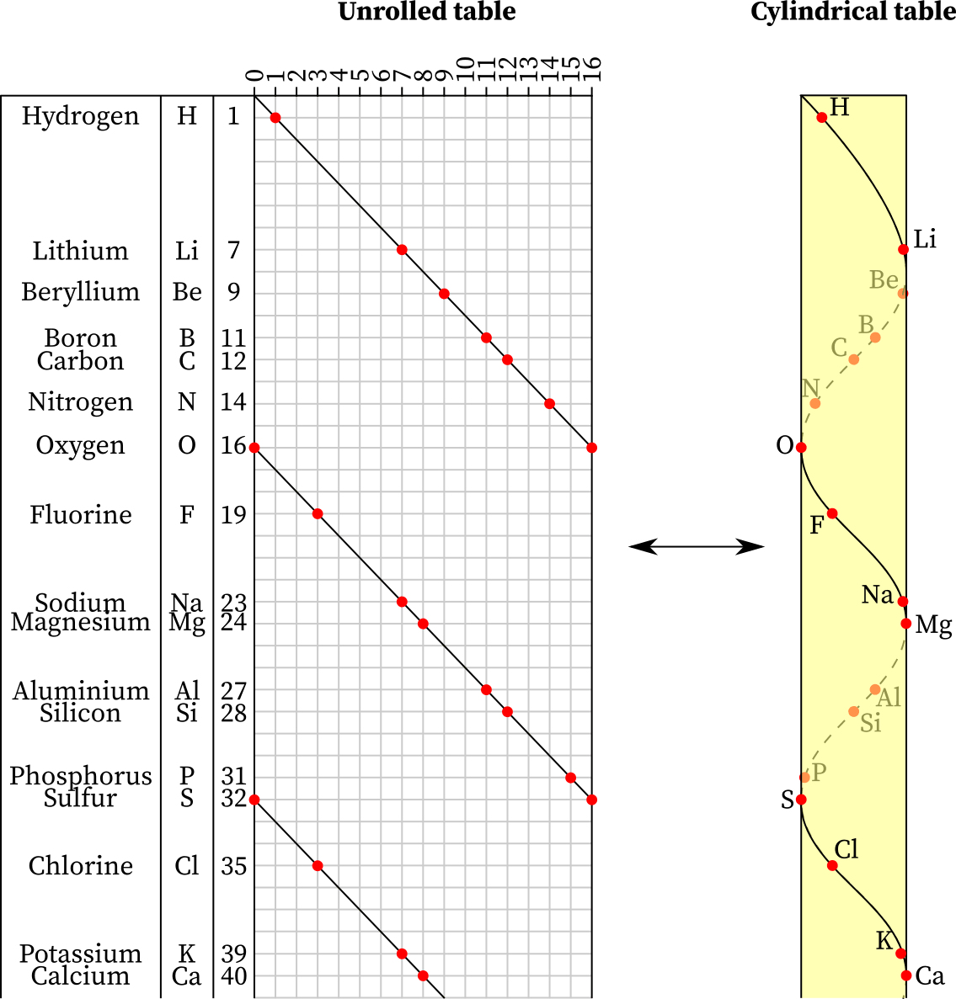 Unrolled table
Cylindrical table
0 1 2 3 4 5 6 7 8 9 10 11 12 13 14 15 16
Hydrogen H 1
Lithium Li 7
Beryllium Be 9
Boron B 11
Carbon C 12
Nitrogen N 14
Oxygen O 16
Fluorine F 19
Sodium Na 23
Magnesium Mg 24
Aluminium Al 27
Silicon Si 28
Phosphorus P 31
Sulfur S 32
Chlorine Cl 35
Potassium K 39
Calcium Ca 40
H
Li
Be
B
C
N
O
F
Na
Mg
Al
Si
P
S
Cl
K
Ca